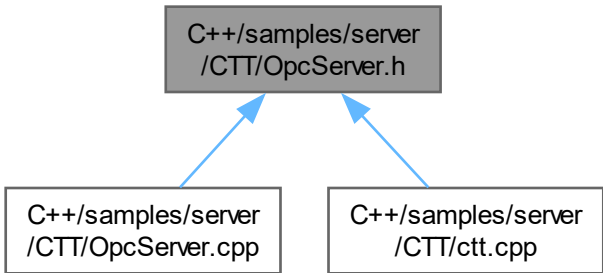 C++/samples/server
/CTT/OpcServer.h
C++/samples/server
/CTT/OpcServer.cpp
C++/samples/server
/CTT/ctt.cpp